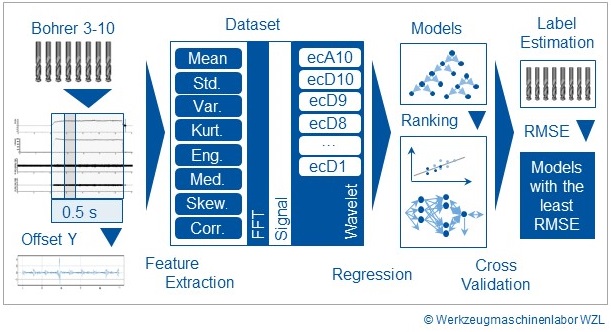 Bohrer 3-10
0.5 s
Offset Y
Dataset
Mean
Std.
Var.
Kurt.
Eng.
Med.
Skew.
Corr.
FFT
Signal
Wavelet
ecA10
ecD10
ecD9
ecD8
...
ecD1
Feature
Extraction
Models
Ranking
Regression
Label
Estimation
RMSE
Models
with the
least
RMSE
Cross
Validation
© Werkzeugmaschinenlabor WZL